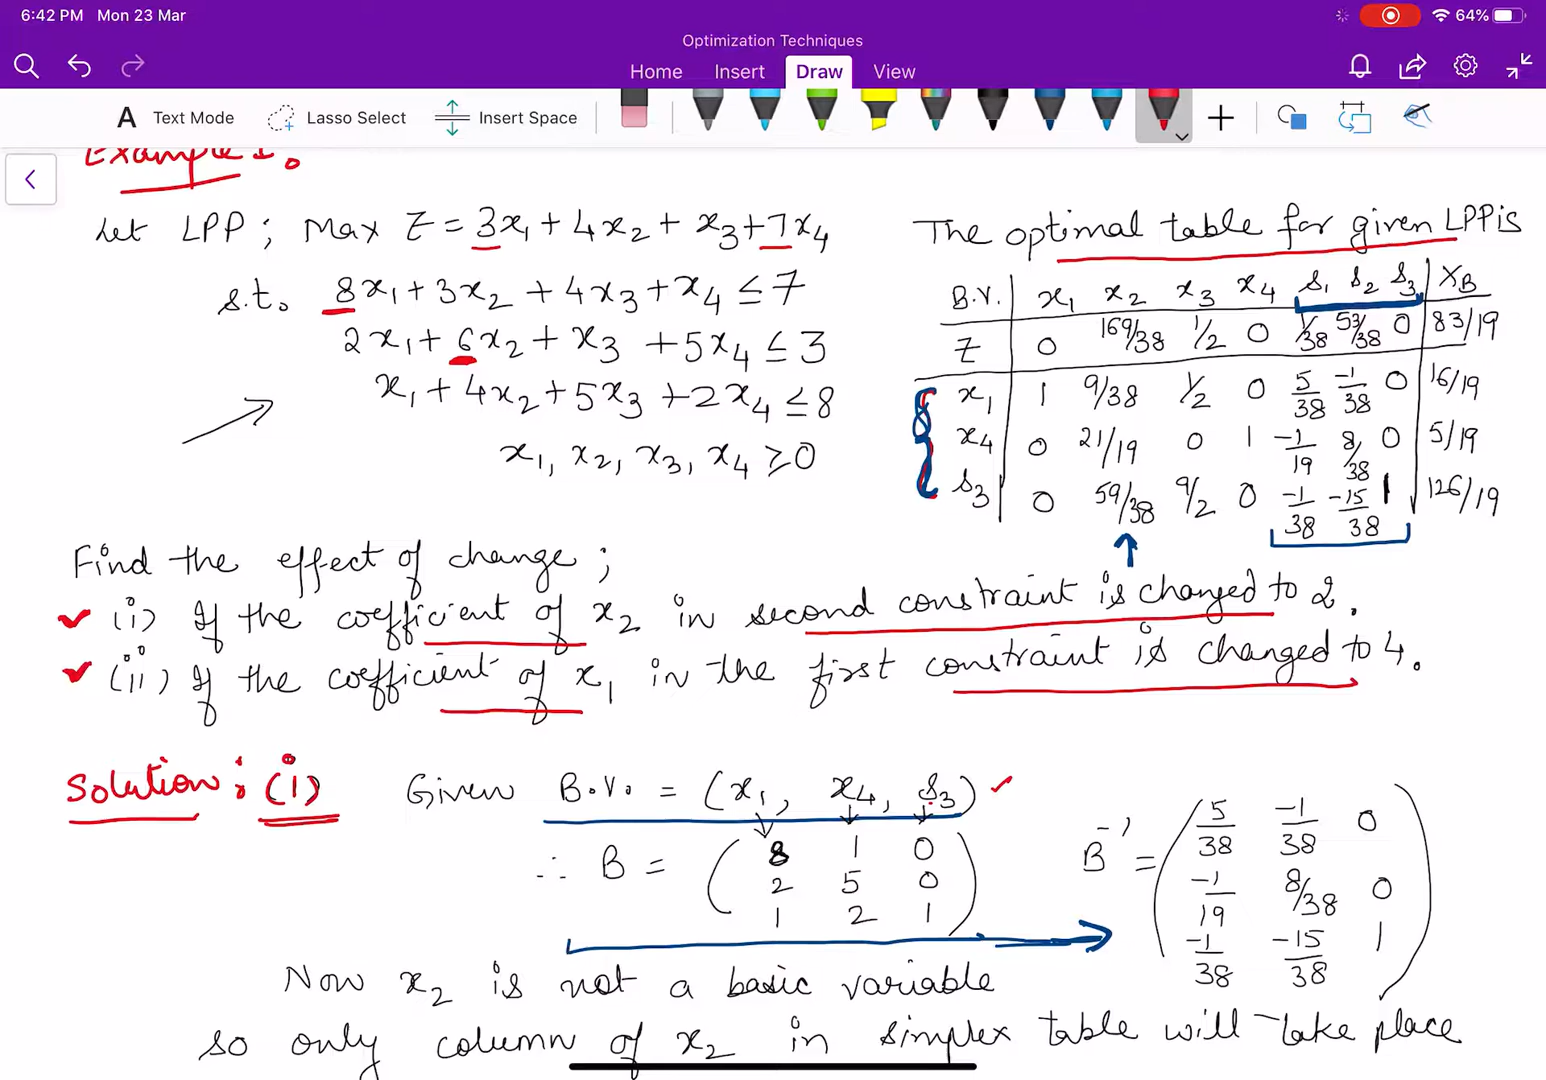 6:42 PM Mon 23 Mar
64%
Optimization Techniques
Home Insert Draw View
A Text Mode Lasso Select Insert Space
Example 1:
Let LPP ; Max Z = 3x₁ + 4x₂ + x₃ + 7x₄
s.t. 8x₁ + 3x₂ + 4x₃ + x₄ ≤ 7
2x₁ + 6x₂ + x₃ + 5x₄ ≤ 3
x₁ + 4x₂ + 5x₃ + 2x₄ ≤ 8
x₁, x₂, x₃, x₄ ≥ 0
The optimal table for given LPP is
B.V. x₁ x₂ x₃ x₄ s₁ s₂ s₃ XB
Z 0 169/38 1/2 0 1/38 53/38 0 83/19
x₁ 1 9/38 1/2 0 5/38 -1/38 0 16/19
x₄ 0 21/19 0 1 -1/19 8/38 0 5/19
s₃ 0 59/38 9/2 0 -1/38 -15/38 1 126/19
Find the effect of change ;
(i) If the coefficient of x₂ in second constraint is changed to 2.
(ii) If the coefficient of x₁ in the first constraint is changed to 4.
Solution : (i) Given B.V. = (x₁, x₄, s₃)
∴ B = ( 8 1 0
2 5 0
1 2 1 )
B⁻¹ = ( 5/38 -1/38 0
-1/19 8/38 0
-1/38 -15/38 1 )
Now x₂ is not a basic variable
so only column of x₂ in simplex table will take place